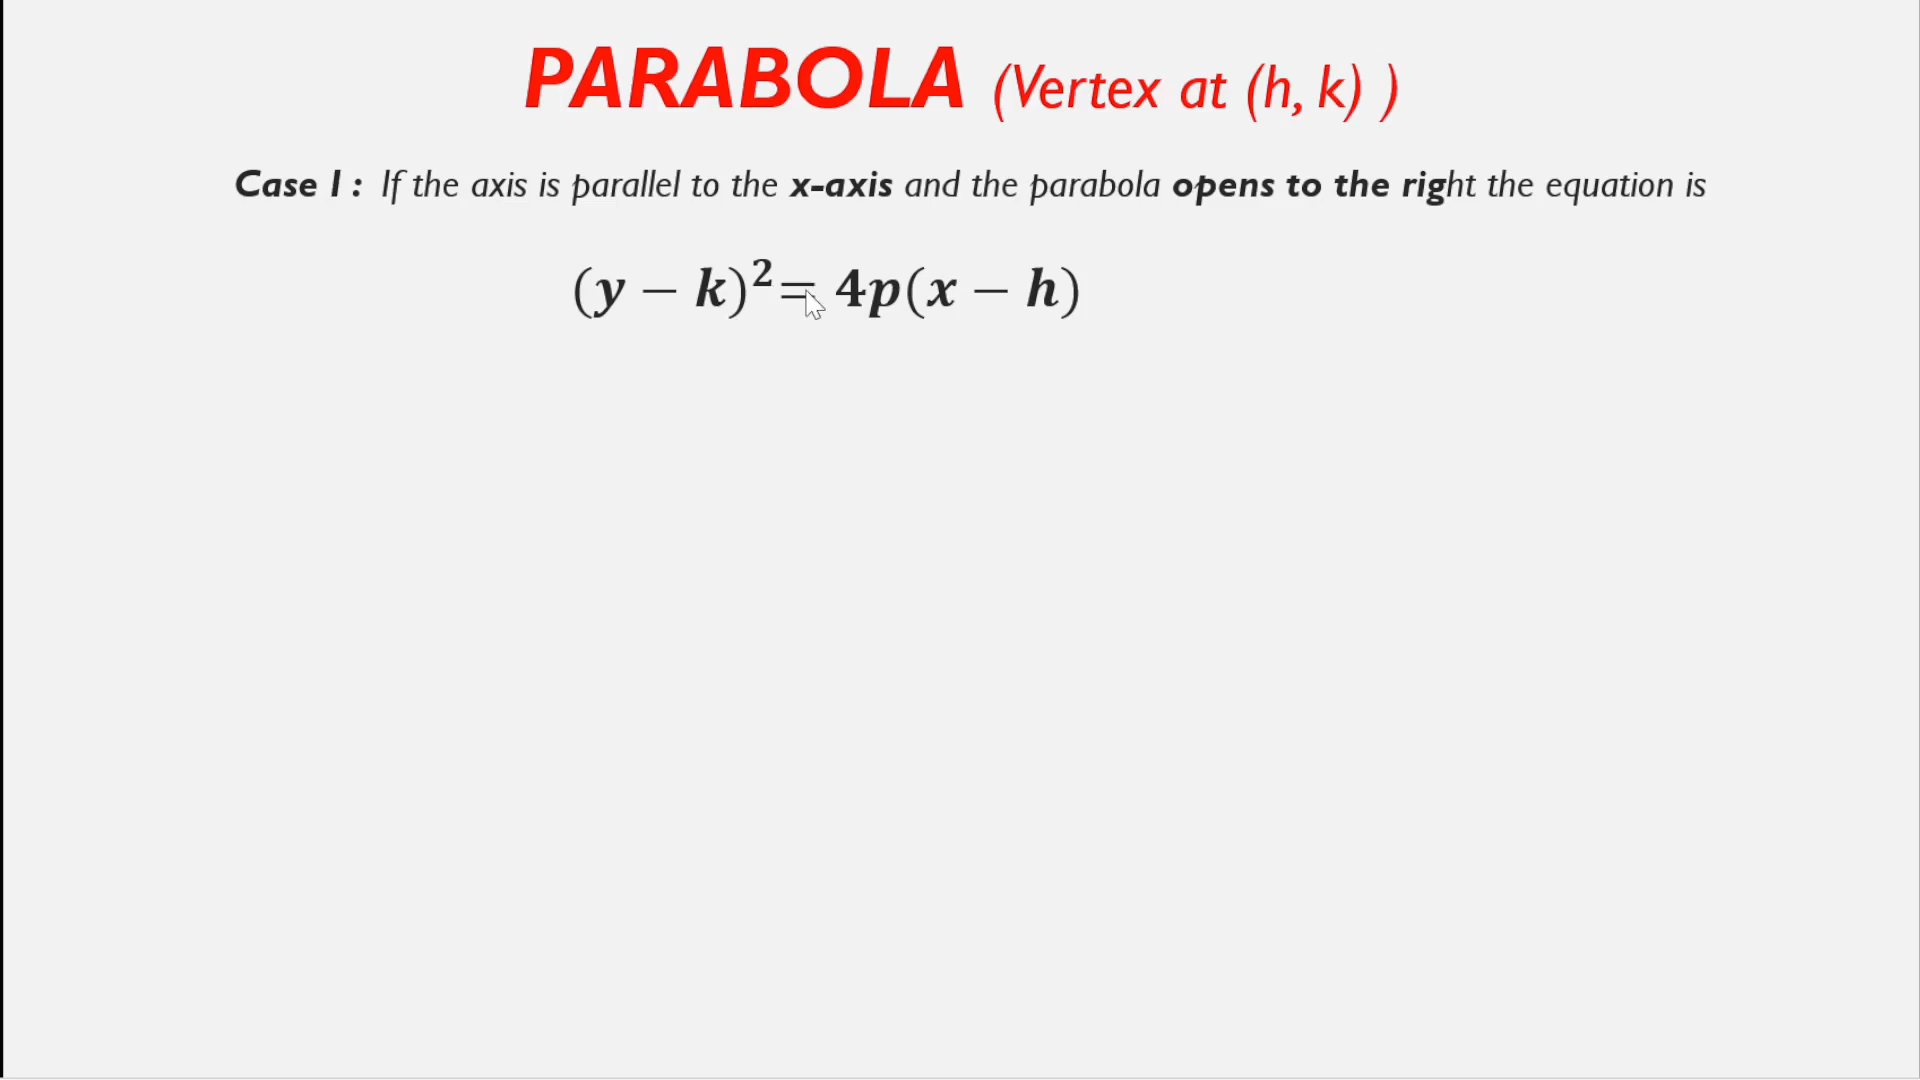 PARABOLA (Vertex at (h, k) )
Case 1 : If the axis is parallel to the x-axis and the parabola opens to the right the equation is
(y − k)²= 4p(x − h)